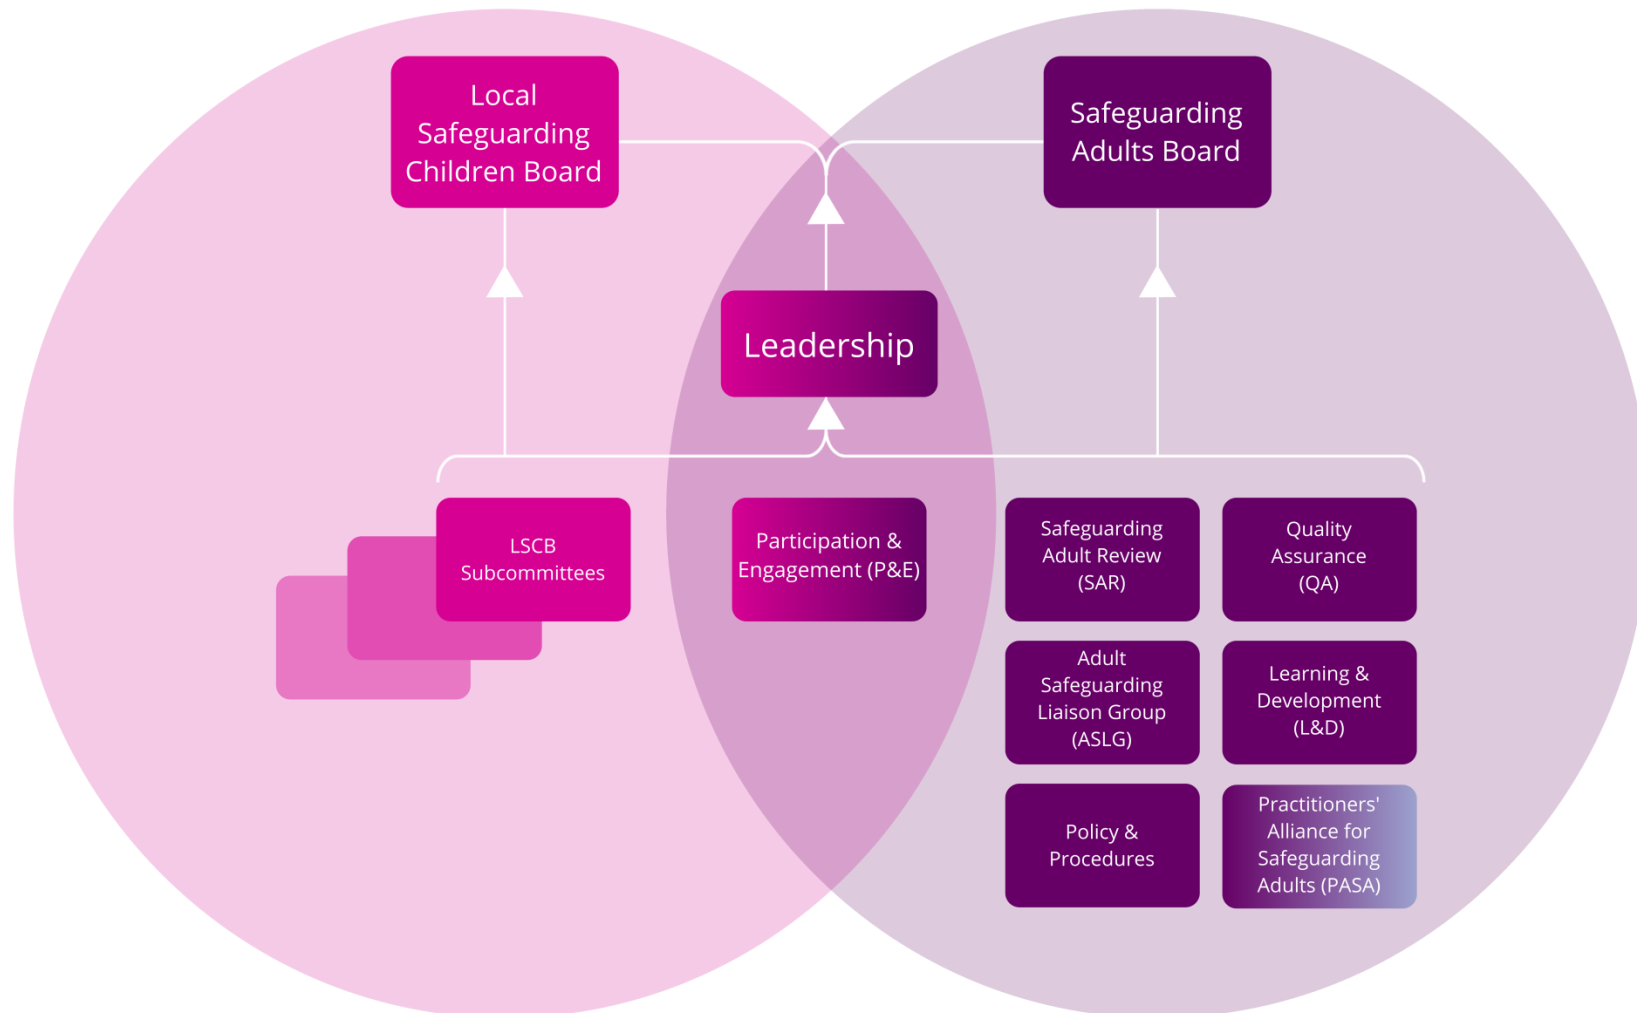 Local
Safeguarding
Children Board
Safeguarding
Adults Board
Leadership
LSCB
Subcommittees
Participation &
Engagement (P&E)
Safeguarding
Adult Review
(SAR)
Quality
Assurance
(QA)
Adult
Safeguarding
Liaison Group
(ASLG)
Learning &
Development
(L&D)
Policy &
Procedures
Practitioners'
Alliance for
Safeguarding
Adults (PASA)